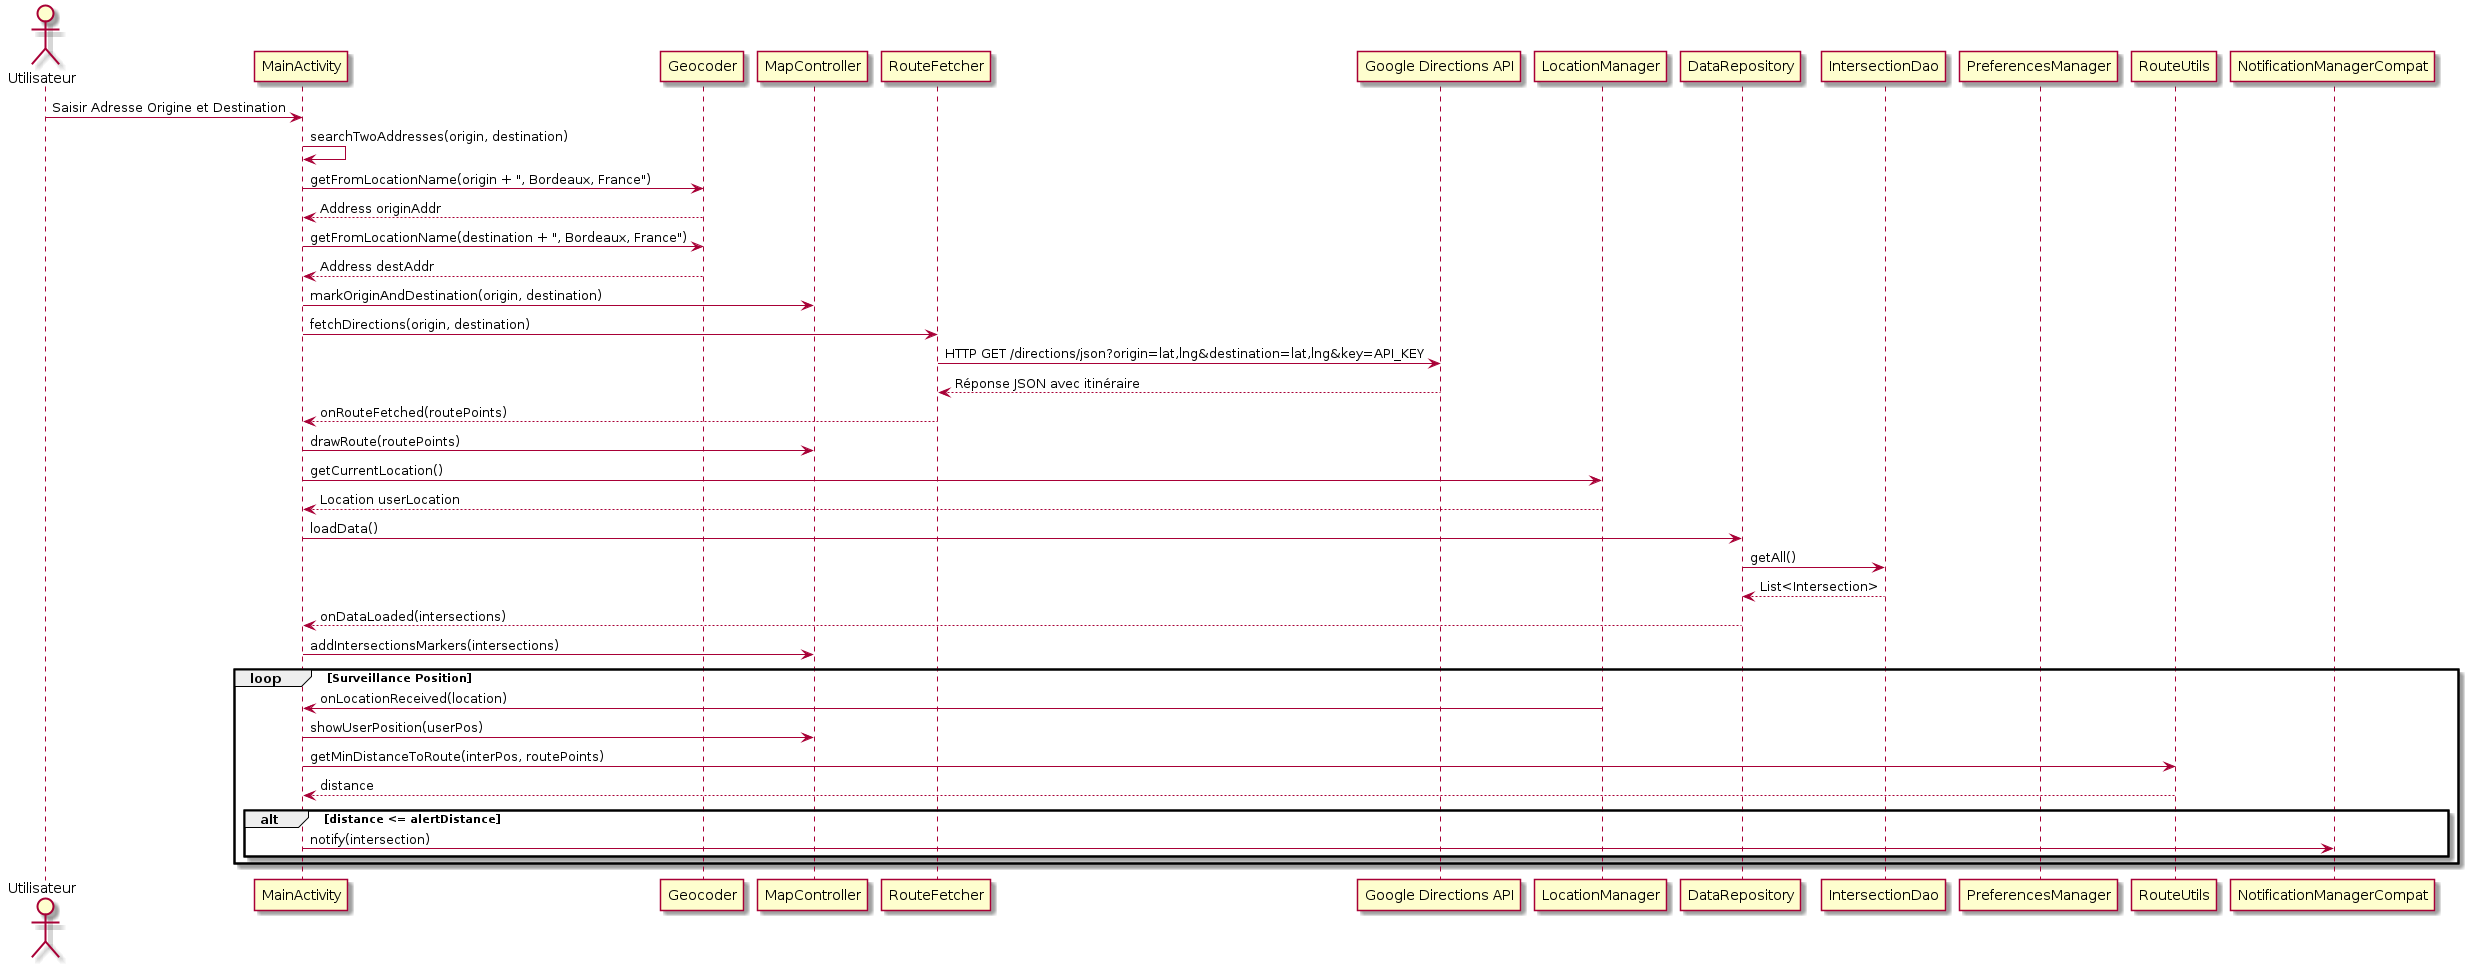 Utilisateur
MainActivity
Geocoder
MapController
RouteFetcher
Google Directions API
LocationManager
DataRepository
IntersectionDao
PreferencesManager
RouteUtils
NotificationManagerCompat
Saisir Adresse Origine et Destination
searchTwoAddresses(origin, destination)
getFromLocationName(origin + ", Bordeaux, France")
Address originAddr
getFromLocationName(destination + ", Bordeaux, France")
Address destAddr
markOriginAndDestination(origin, destination)
fetchDirections(origin, destination)
HTTP GET /directions/json?origin=lat,lng&destination=lat,lng&key=API_KEY
Réponse JSON avec itinéraire
onRouteFetched(routePoints)
drawRoute(routePoints)
getCurrentLocation()
Location userLocation
loadData()
getAll()
List<Intersection>
onDataLoaded(intersections)
addIntersectionsMarkers(intersections)
loop [Surveillance Position]
onLocationReceived(location)
showUserPosition(userPos)
getMinDistanceToRoute(interPos, routePoints)
distance
alt [distance <= alertDistance]
notify(intersection)
Utilisateur
MainActivity
Geocoder
MapController
RouteFetcher
Google Directions API
LocationManager
DataRepository
IntersectionDao
PreferencesManager
RouteUtils
NotificationManagerCompat